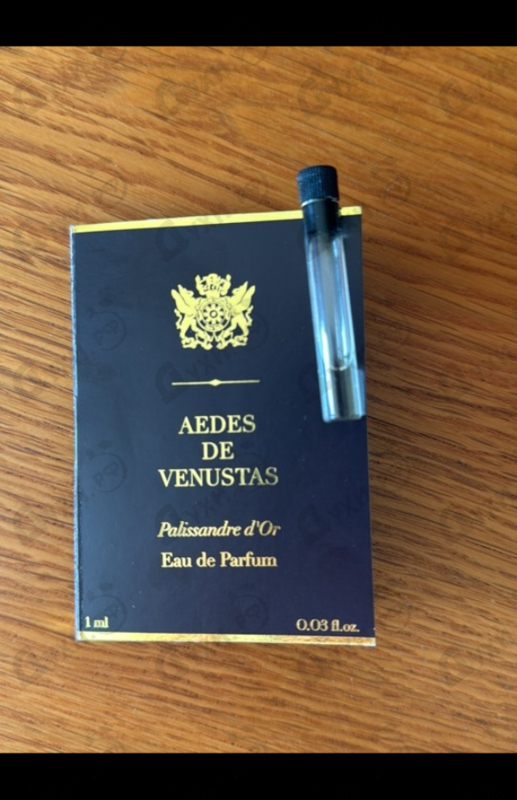 AEDES
DE
VENUSTAS
Palissandre d'Or
Eau de Parfum
1 ml 0.03 fl.oz.